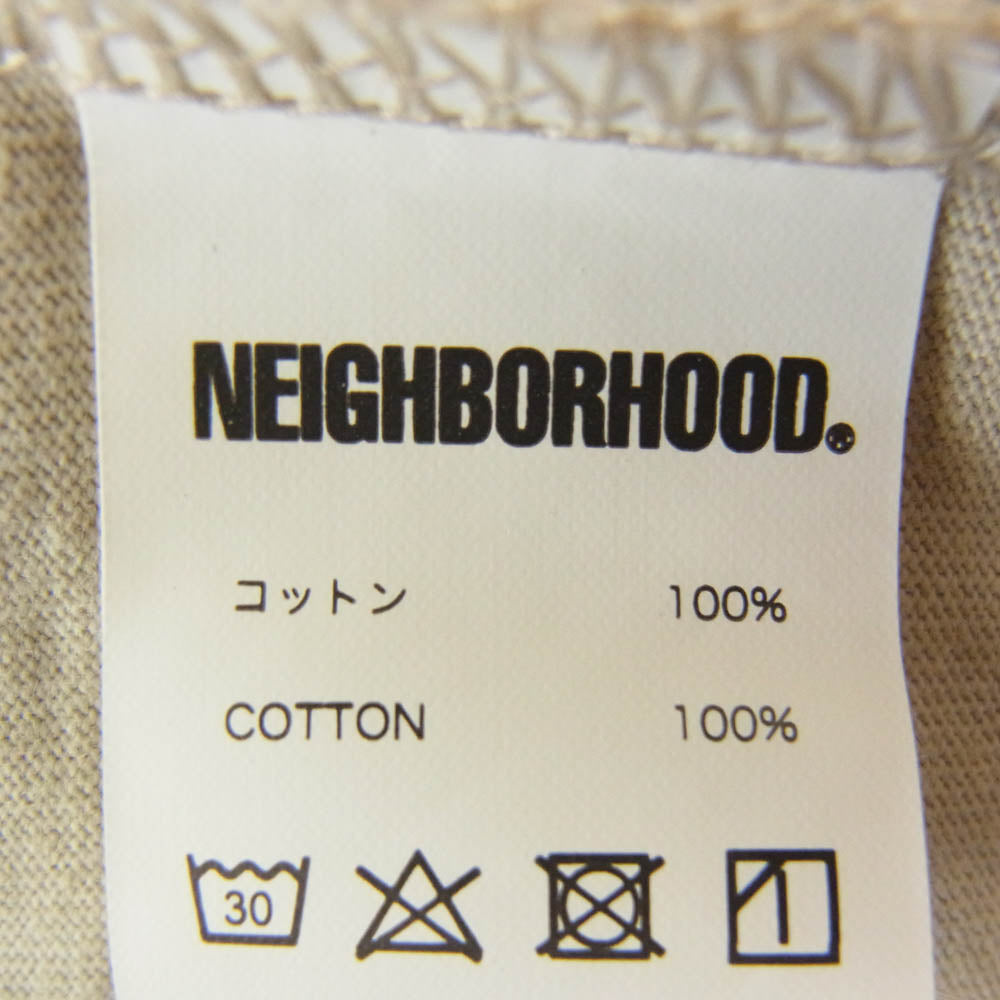 NEIGHBORHOOD.
コットン 100%
COTTON 100%
30